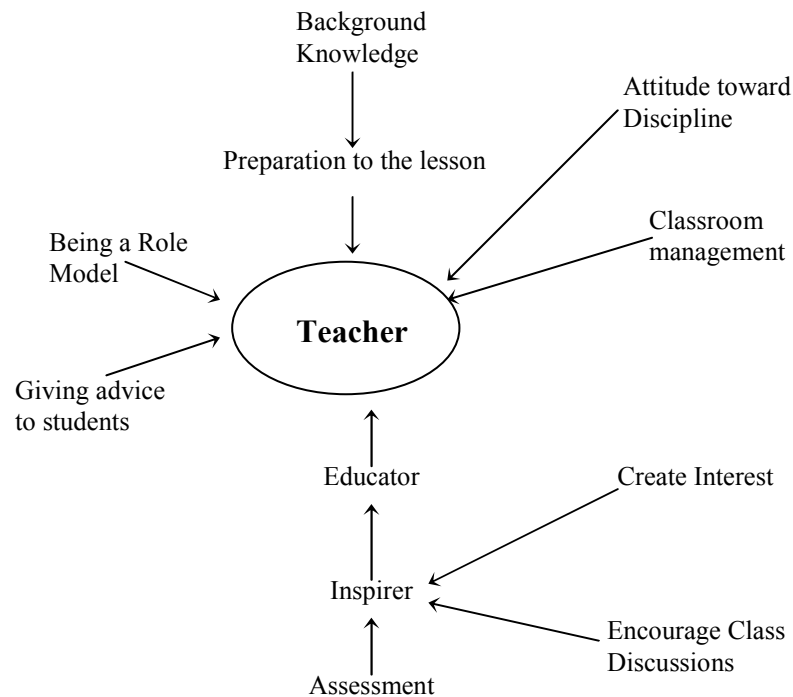 Background
Knowledge
Attitude toward
Discipline
Preparation to the lesson
Classroom
management
Being a Role
Model
Teacher
Giving advice
to students
Educator
Create Interest
Inspirer
Encourage Class
Discussions
Assessment